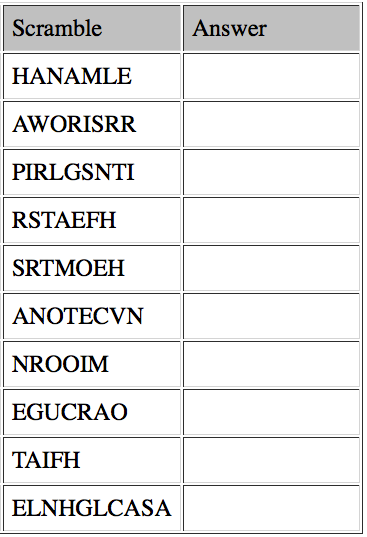 Scramble Answer
HANAMLE
AWORISRR
PIRLGSNTI
RSTAEFH
SRTMOEH
ANOTECVN
NROOIM
EGUCRAO
TAIFH
ELNHGLCASA